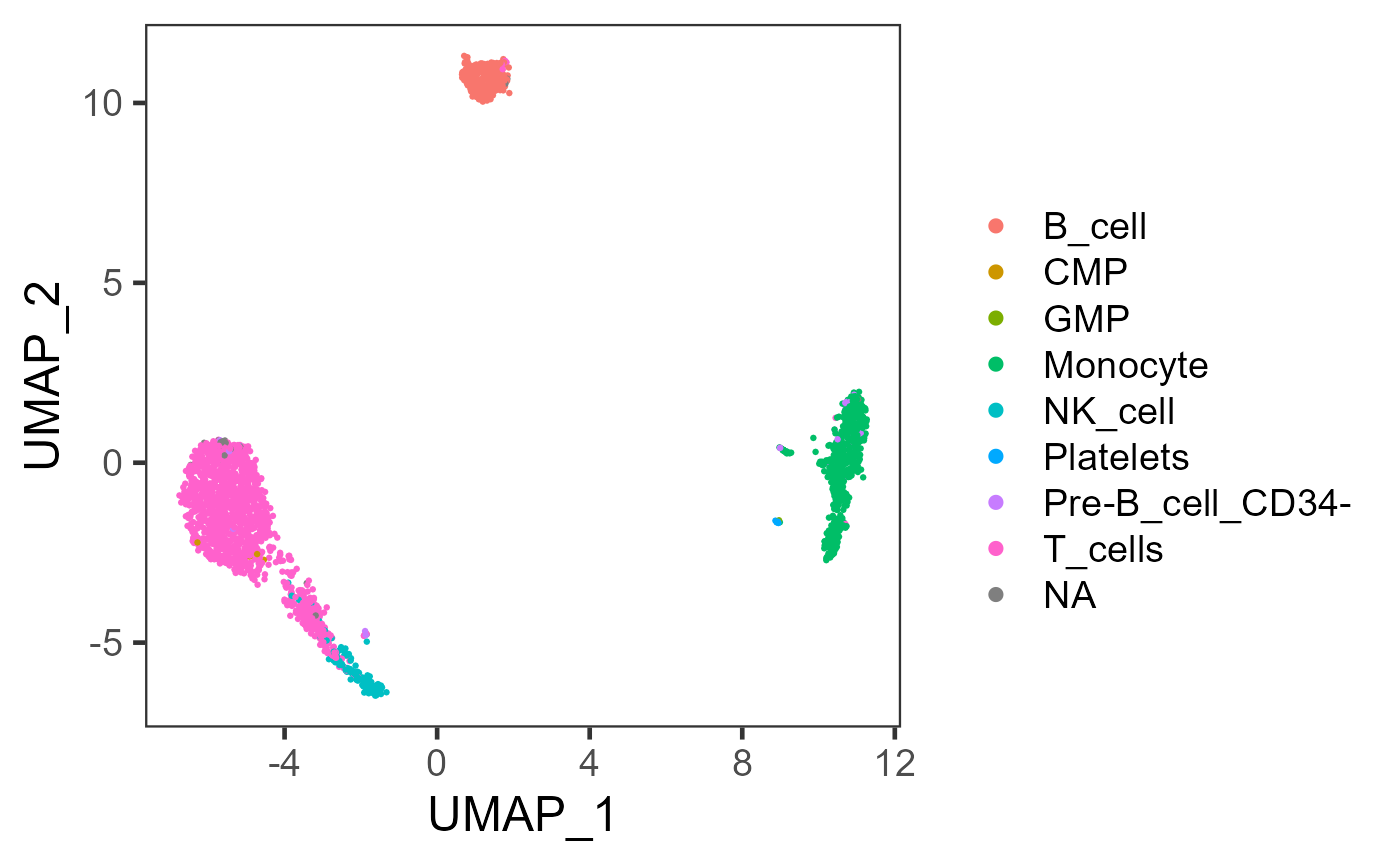 10
5
0
-5
UMAP_2
-4
0
4
8
12
UMAP_1
B_cell
CMP
GMP
Monocyte
NK_cell
Platelets
Pre-B_cell_CD34-
T_cells
NA